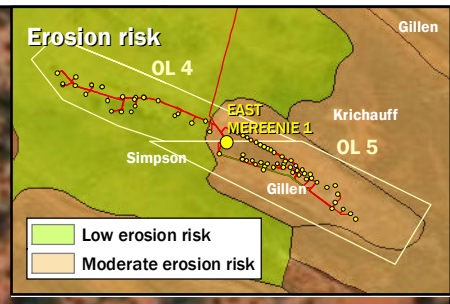 Erosion risk
Gillen
OL 4
EAST
MEREENIE 1
Krichauff
OL 5
Simpson
Gillen
Low erosion risk
Moderate erosion risk